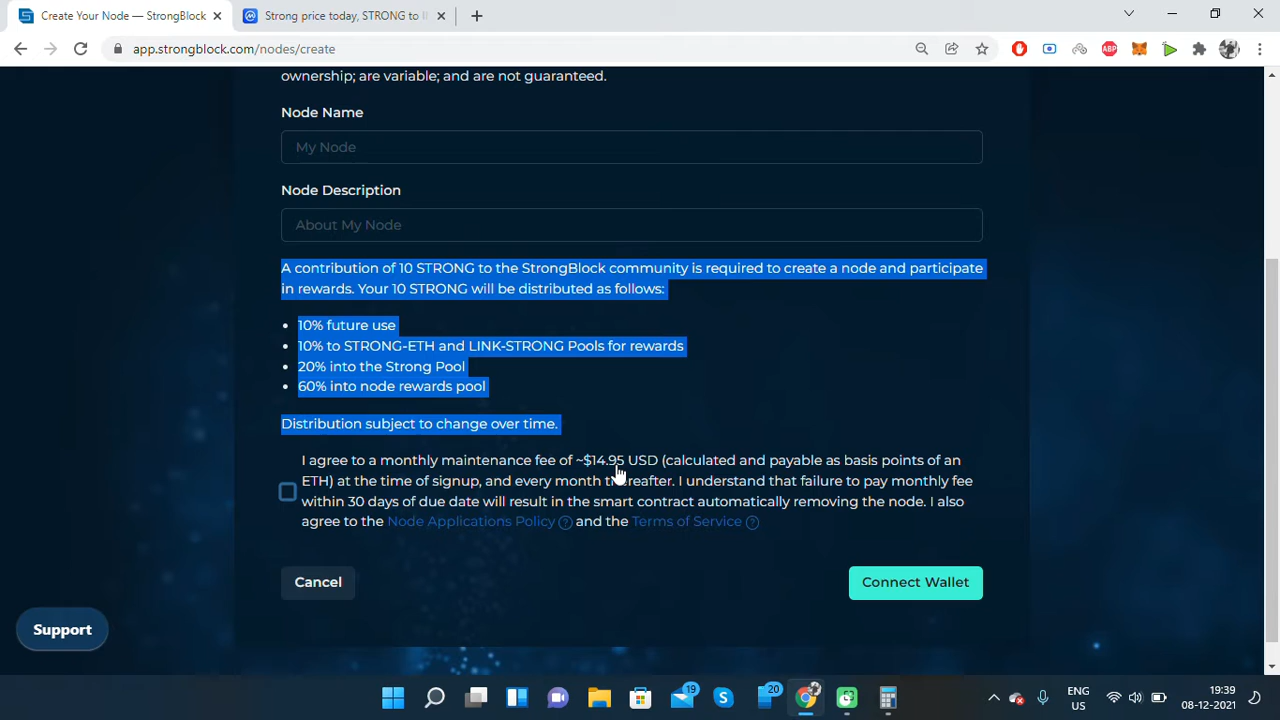 Create Your Node — StrongBlock
Strong price today, STRONG to
app.strongblock.com/nodes/create
ABP
ownership; are variable; and are not guaranteed.
Node Name
My Node
Node Description
About My Node
A contribution of 10 STRONG to the StrongBlock community is required to create a node and participate
in rewards. Your 10 STRONG will be distributed as follows:
• 10% future use
• 10% to STRONG-ETH and LINK-STRONG Pools for rewards
• 20% into the Strong Pool
• 60% into node rewards pool
Distribution subject to change over time.
I agree to a monthly maintenance fee of ~$14.95 USD (calculated and payable as basis points of an
ETH) at the time of signup, and every month thereafter. I understand that failure to pay monthly fee
within 30 days of due date will result in the smart contract automatically removing the node. I also
agree to the Node Applications Policy ? and the Terms of Service ?
Cancel
Connect Wallet
Support
19
20
ENG
US
19:39
08-12-2021